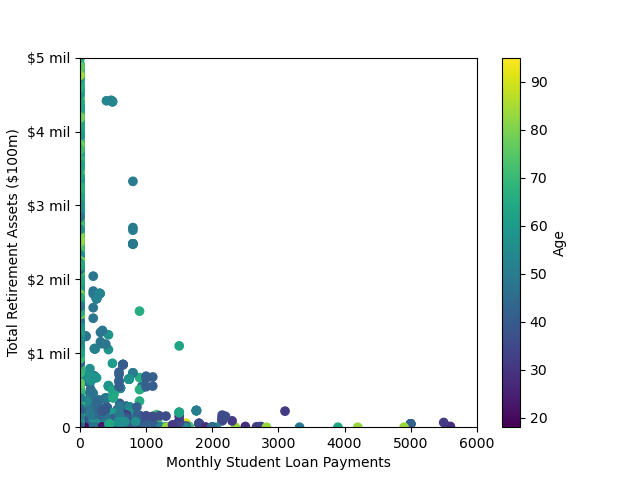 $5 mil
$4 mil
$3 mil
$2 mil
$1 mil
0
Total Retirement Assets ($100m)
0 1000 2000 3000 4000 5000 6000
Monthly Student Loan Payments
90
80
70
60
50
40
30
20
Age